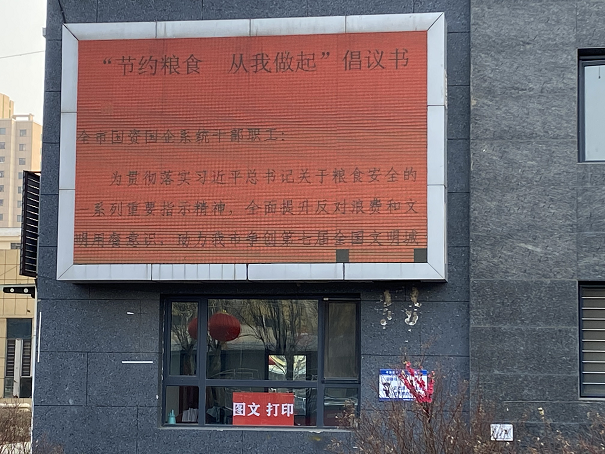 “节约粮食 从我做起”倡议书
全市国资国企系统干部职工：
为贯彻落实习近平总书记关于粮食安全的
一系列重要指示精神，全面提升反对浪费和文
明用餐意识，助力我市争创第七届全国文明城
图文 打印